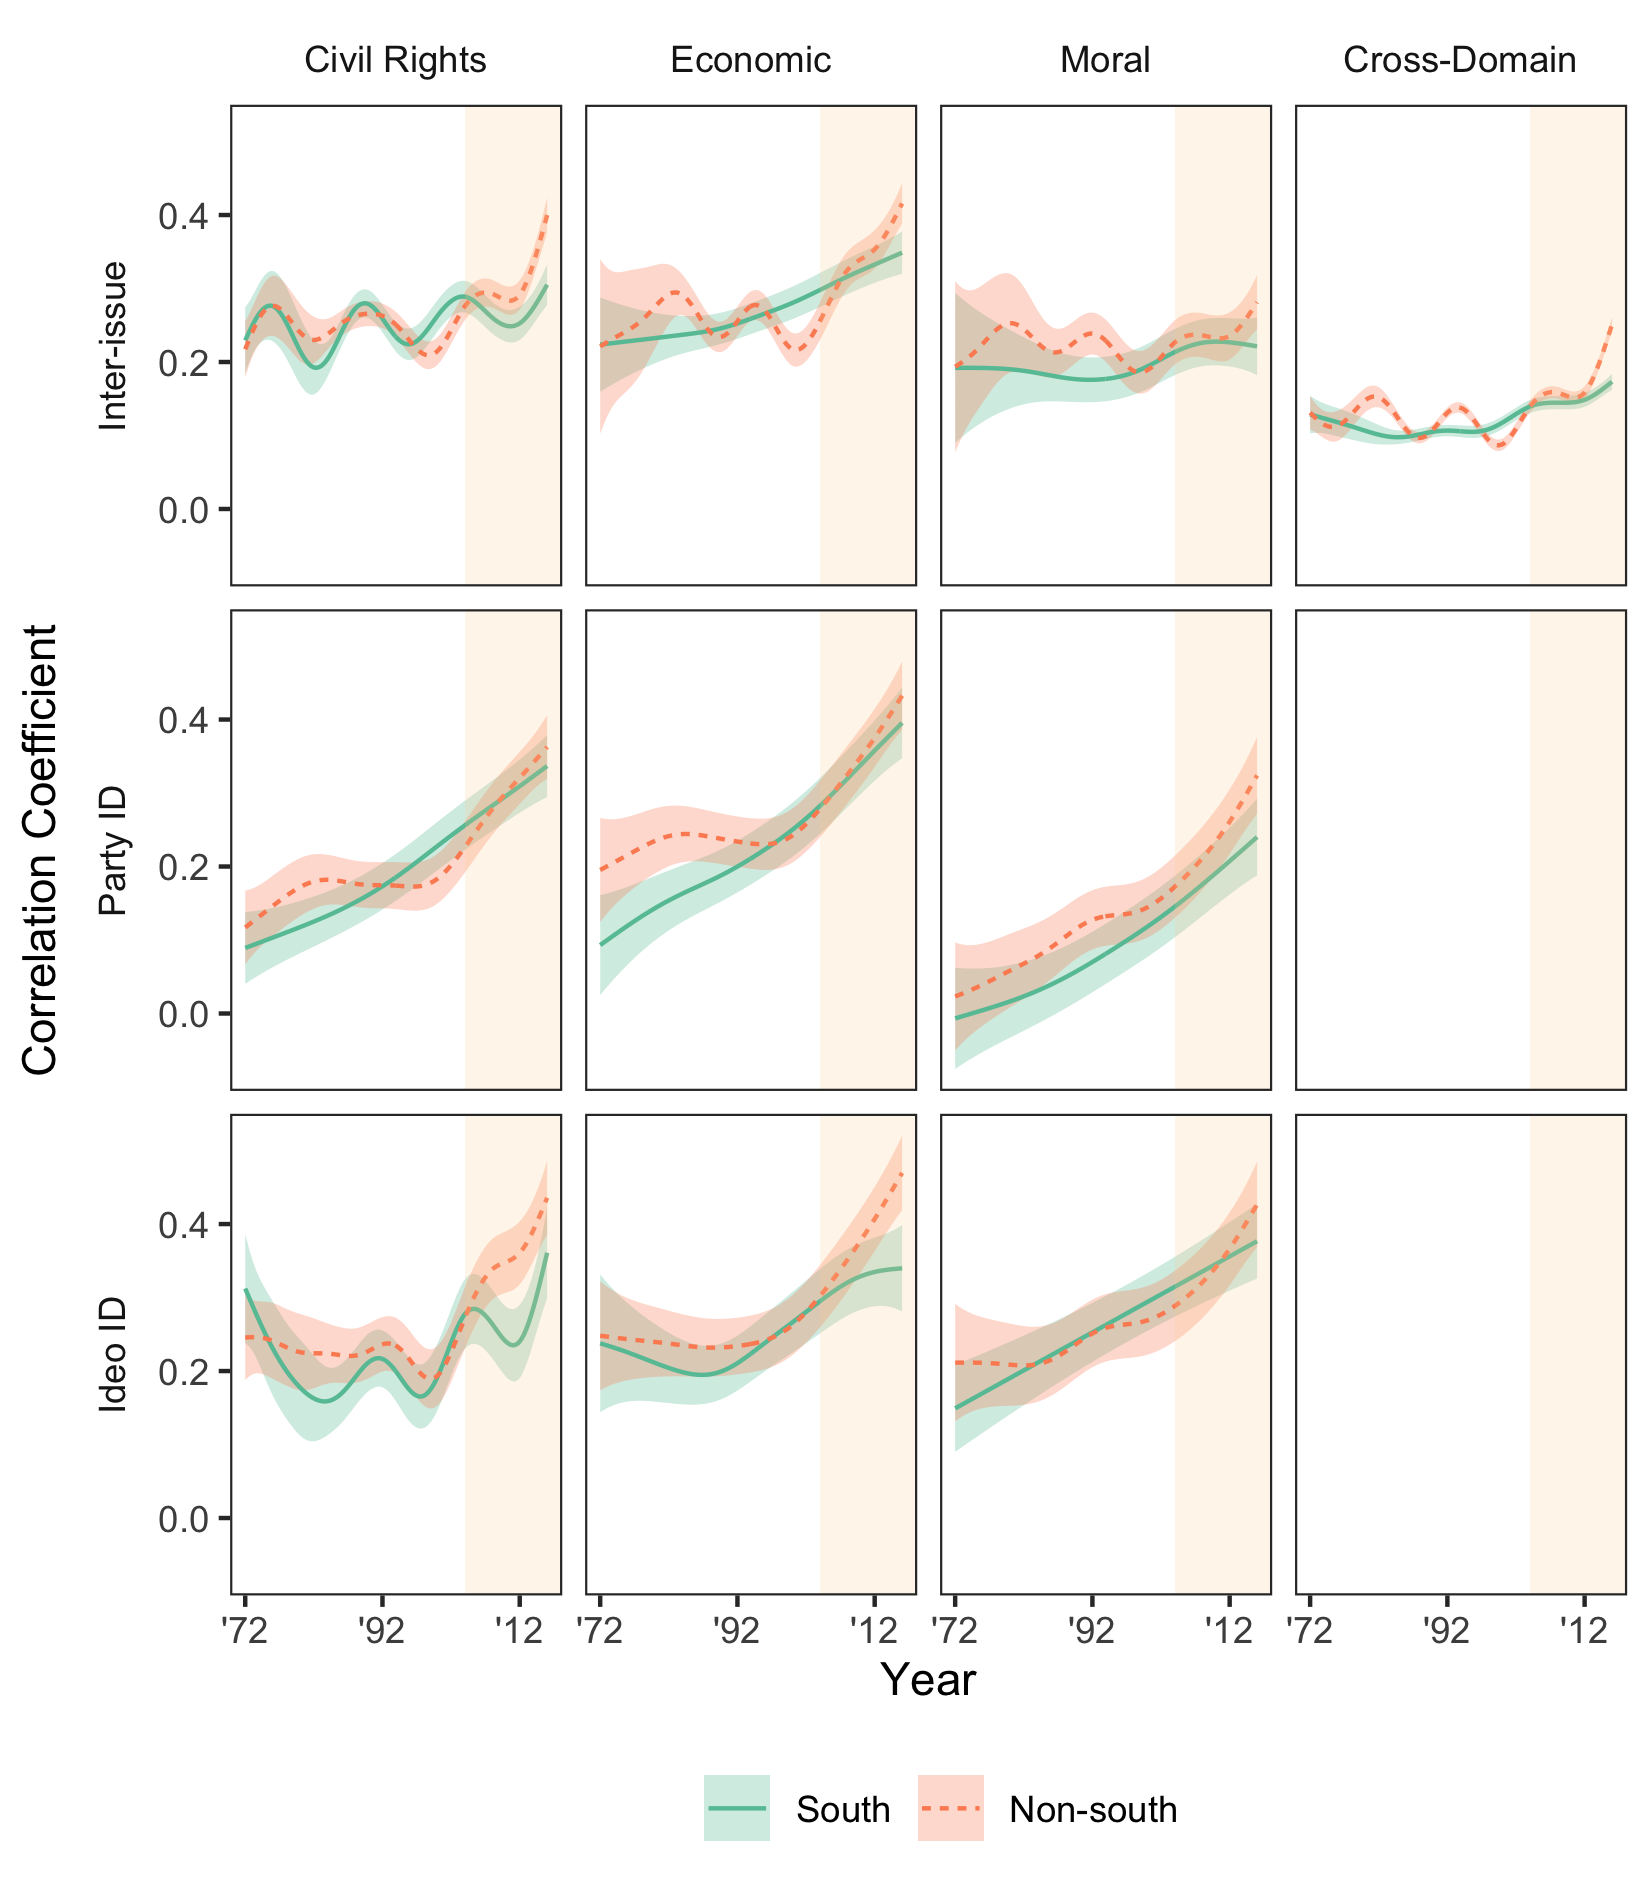 Civil Rights Economic Moral Cross-Domain
Inter-issue
0.4
0.2
0.0
Correlation Coefficient
Party ID
0.4
0.2
0.0
Ideo ID
0.4
0.2
0.0
'72 '92 '12 '72 '92 '12 '72 '92 '12 '72 '92 '12
Year
South Non-south